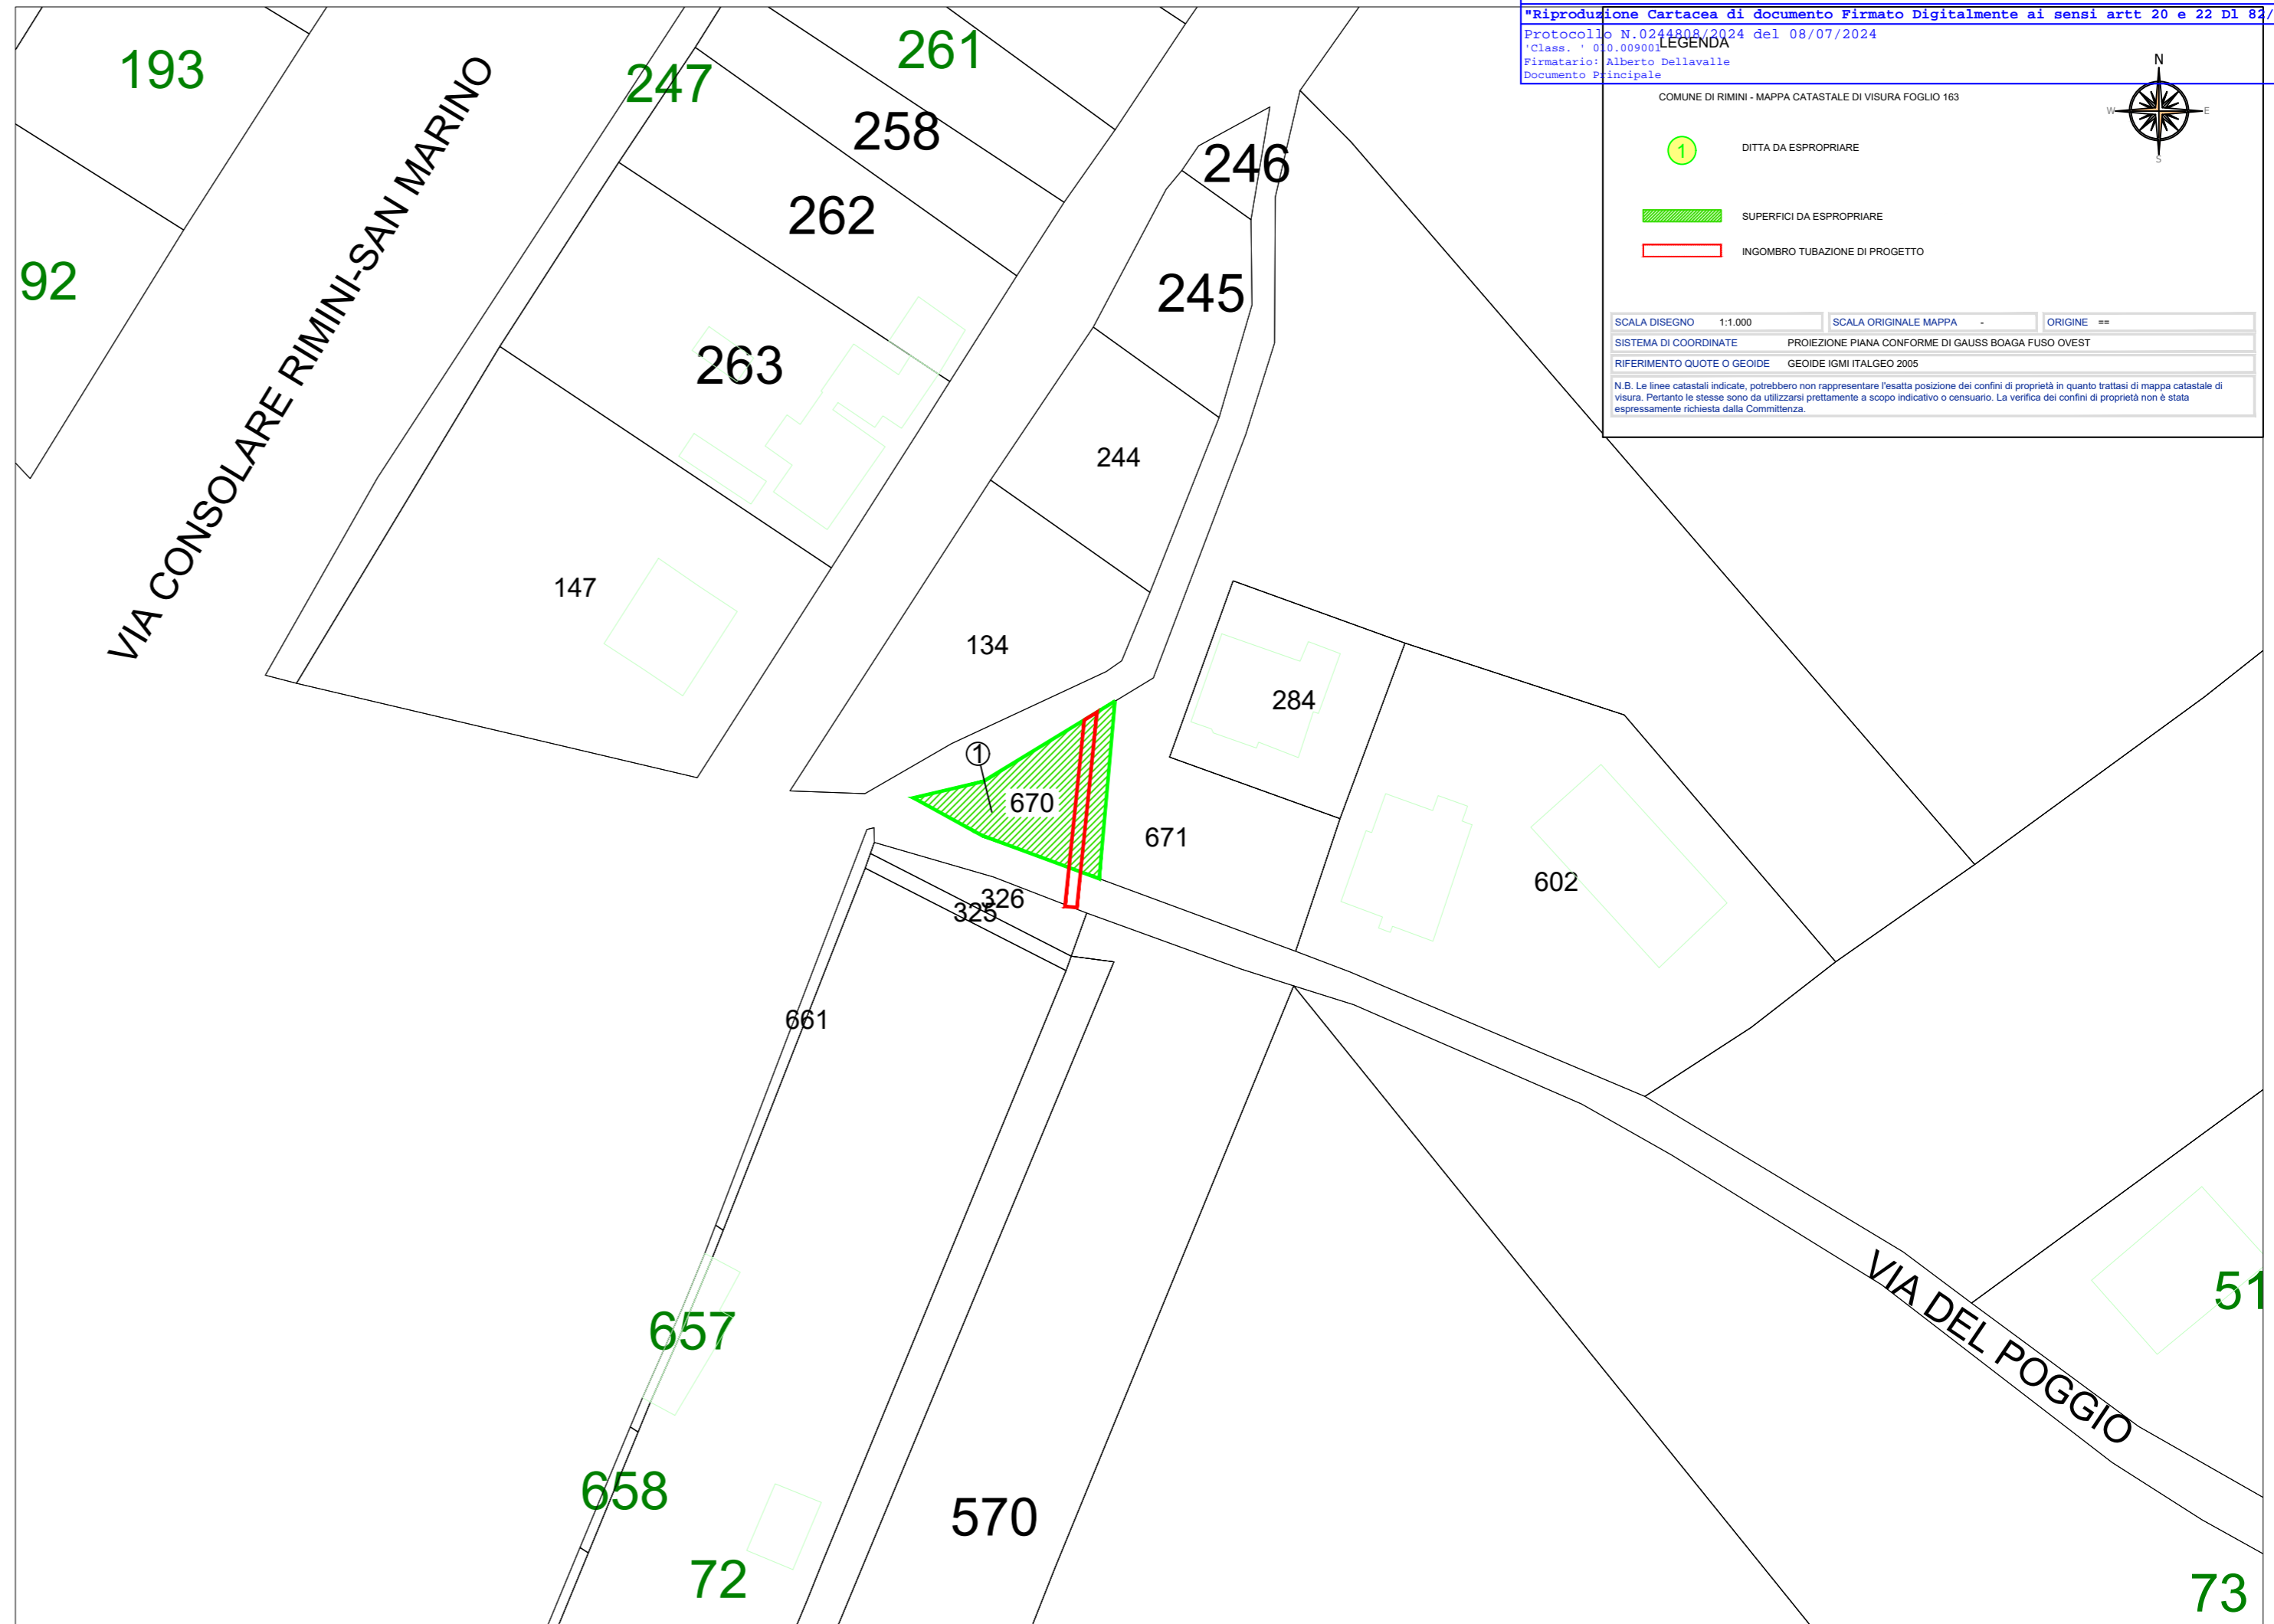 "Riproduzione Cartacea di documento Firmato Digitalmente ai sensi artt 20 e 22 Dl 82/
Protocollo N.0244808/2024 del 08/07/2024
'Class. ' 010.009001
Firmatario: Alberto Dellavalle
Documento Principale
LEGENDA
COMUNE DI RIMINI - MAPPA CATASTALE DI VISURA FOGLIO 163
N
W
E
S
1 DITTA DA ESPROPRIARE
SUPERFICI DA ESPROPRIARE
INGOMBRO TUBAZIONE DI PROGETTO
SCALA DISEGNO 1:1.000 SCALA ORIGINALE MAPPA - ORIGINE ==
SISTEMA DI COORDINATE PROIEZIONE PIANA CONFORME DI GAUSS BOAGA FUSO OVEST
RIFERIMENTO QUOTE O GEOIDE GEOIDE IGMI ITALGEO 2005
N.B. Le linee catastali indicate, potrebbero non rappresentare l'esatta posizione dei confini di proprietà in quanto trattasi di mappa catastale di
visura. Pertanto le stesse sono da utilizzarsi prettamente a scopo indicativo o censuario. La verifica dei confini di proprietà non è stata
espressamente richiesta dalla Committenza.
193
247
261
258
246
262
92
245
263
VIA CONSOLARE RIMINI-SAN MARINO
244
147
134
284
1
670
671
602
326
325
661
657
51
VIA DEL POGGIO
658
570
72
73